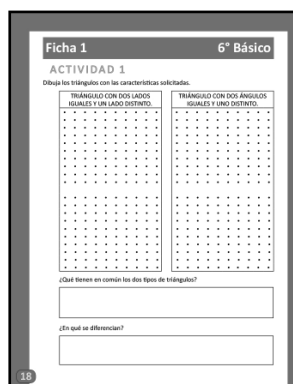 Ficha 1 6° Básico
ACTIVIDAD 1
Dibuja los triángulos con las características solicitadas.
TRIÁNGULO CON DOS LADOS
IGUALES Y UN LADO DISTINTO.
TRIÁNGULO CON DOS ÁNGULOS
IGUALES Y UNO DISTINTO.
¿Qué tienen en común los dos tipos de triángulos?
¿En qué se diferencian?
18